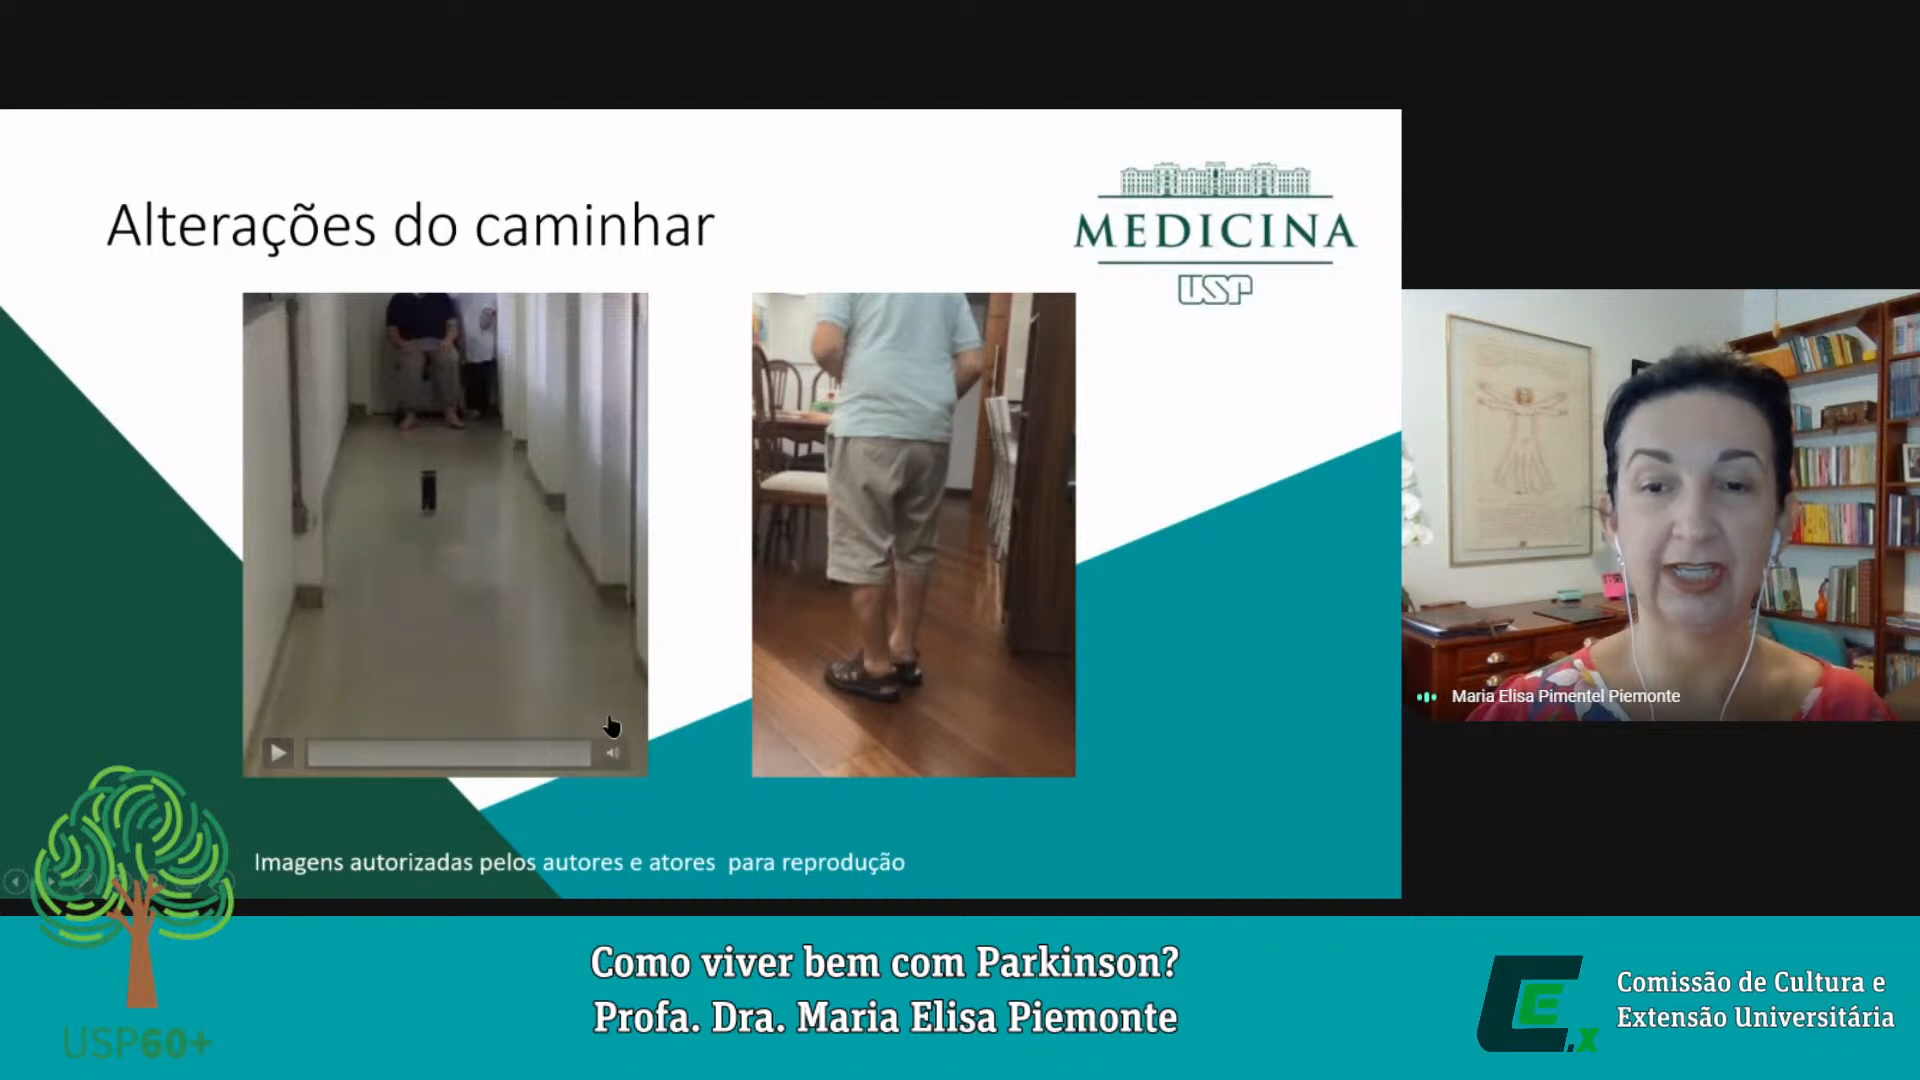 Alterações do caminhar
MEDICINA
USP
Maria Elisa Pimentel Piemonte
Imagens autorizadas pelos autores e atores para reprodução
USP60+
Como viver bem com Parkinson?
Profa. Dra. Maria Elisa Piemonte
CE.x
Comissão de Cultura e
Extensão Universitária